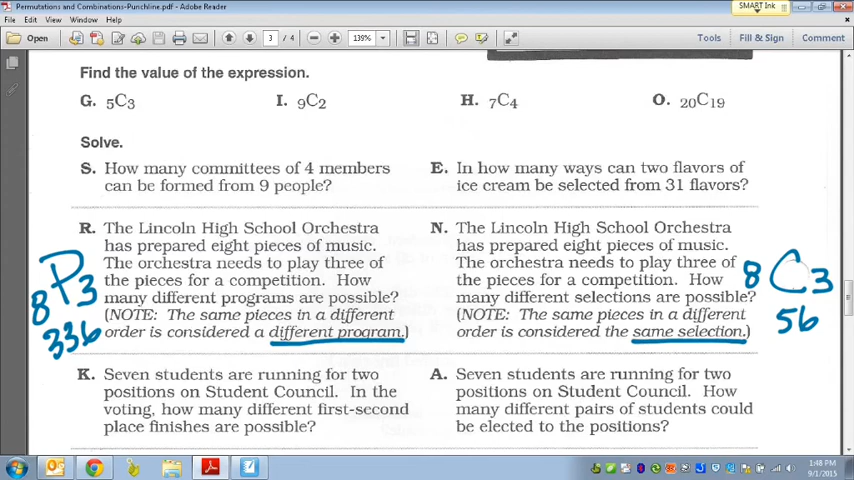 Permutations and Combinations-Punchline.pdf - Adobe Reader
SMART Ink
File Edit View Window Help
Open
3 / 4
139%
Tools Fill & Sign Comment
Find the value of the expression.
G. 5C3 I. 9C2 H. 7C4 O. 20C19
Solve.
S. How many committees of 4 members
can be formed from 9 people?
E. In how many ways can two flavors of
ice cream be selected from 31 flavors?
R. The Lincoln High School Orchestra
has prepared eight pieces of music.
The orchestra needs to play three of
the pieces for a competition. How
many different programs are possible?
(NOTE: The same pieces in a different
order is considered a different program.)
8P3
336
N. The Lincoln High School Orchestra
has prepared eight pieces of music.
The orchestra needs to play three of
the pieces for a competition. How
many different selections are possible?
(NOTE: The same pieces in a different
order is considered the same selection.)
8C3
56
K. Seven students are running for two
positions on Student Council. In the
voting, how many different first-second
place finishes are possible?
A. Seven students are running for two
positions on Student Council. How
many different pairs of students could
be elected to the positions?
1:48 PM
9/1/2015